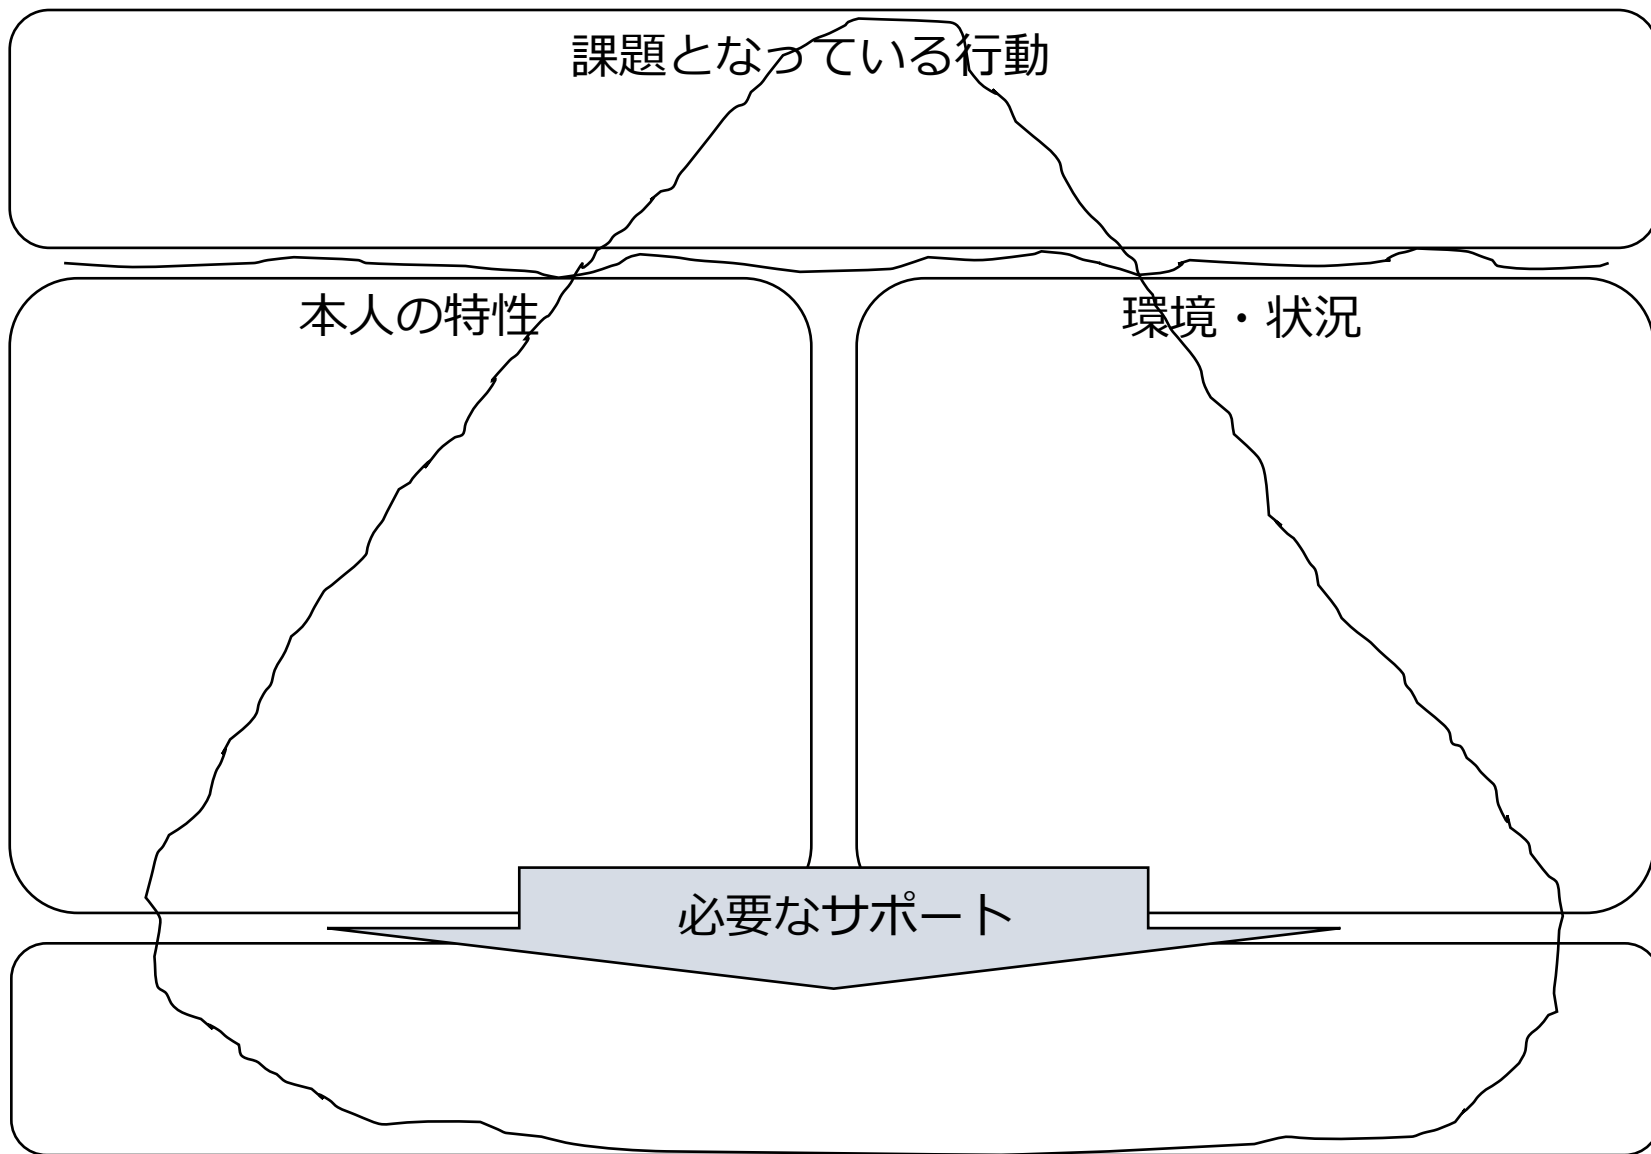 課題となっている行動
本人の特性
環境・状況
必要なサポート